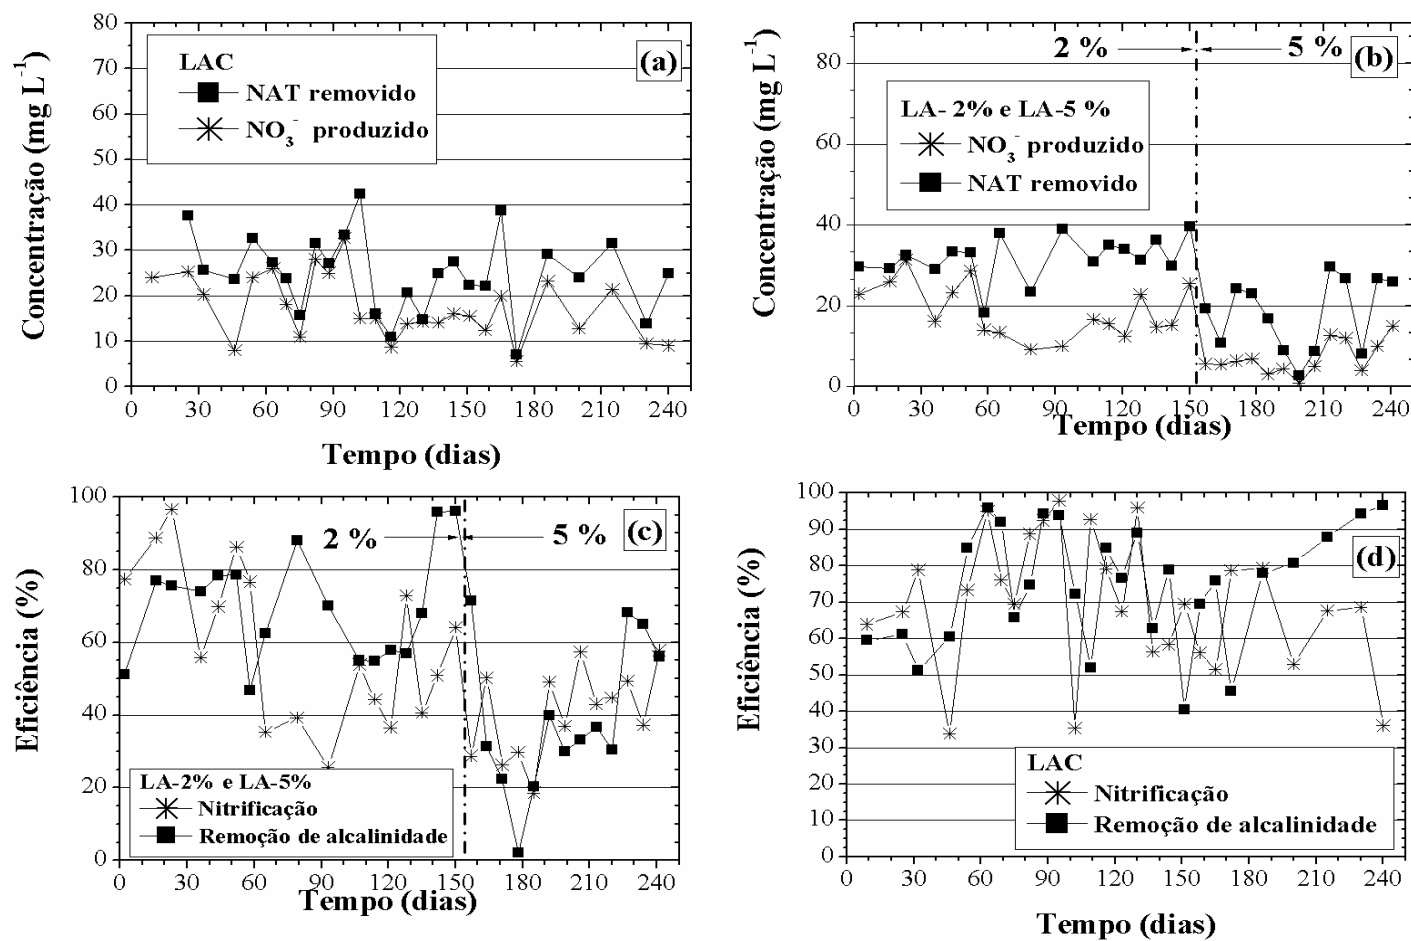 LAC
NAT removido
NO₃⁻ produzido
(a)
Concentração (mg L⁻¹)
80
70
60
50
40
30
20
10
0
0 30 60 90 120 150 180 210 240
Tempo (dias)
2 % 5 %
(b)
LA- 2% e LA-5 %
NO₃⁻ produzido
NAT removido
Concentração (mg L⁻¹)
80
60
40
20
0
0 30 60 90 120 150 180 210 240
Tempo (dias)
2 % 5 %
(c)
Eficiência (%)
100
80
60
40
20
0
LA-2% e LA-5%
Nitrificação
Remoção de alcalinidade
0 30 60 90 120 150 180 210 240
Tempo (dias)
(d)
Eficiência (%)
100
90
80
70
60
50
40
30
20
10
0
LAC
Nitrificação
Remoção de alcalinidade
0 30 60 90 120 150 180 210 240
Tempo (dias)